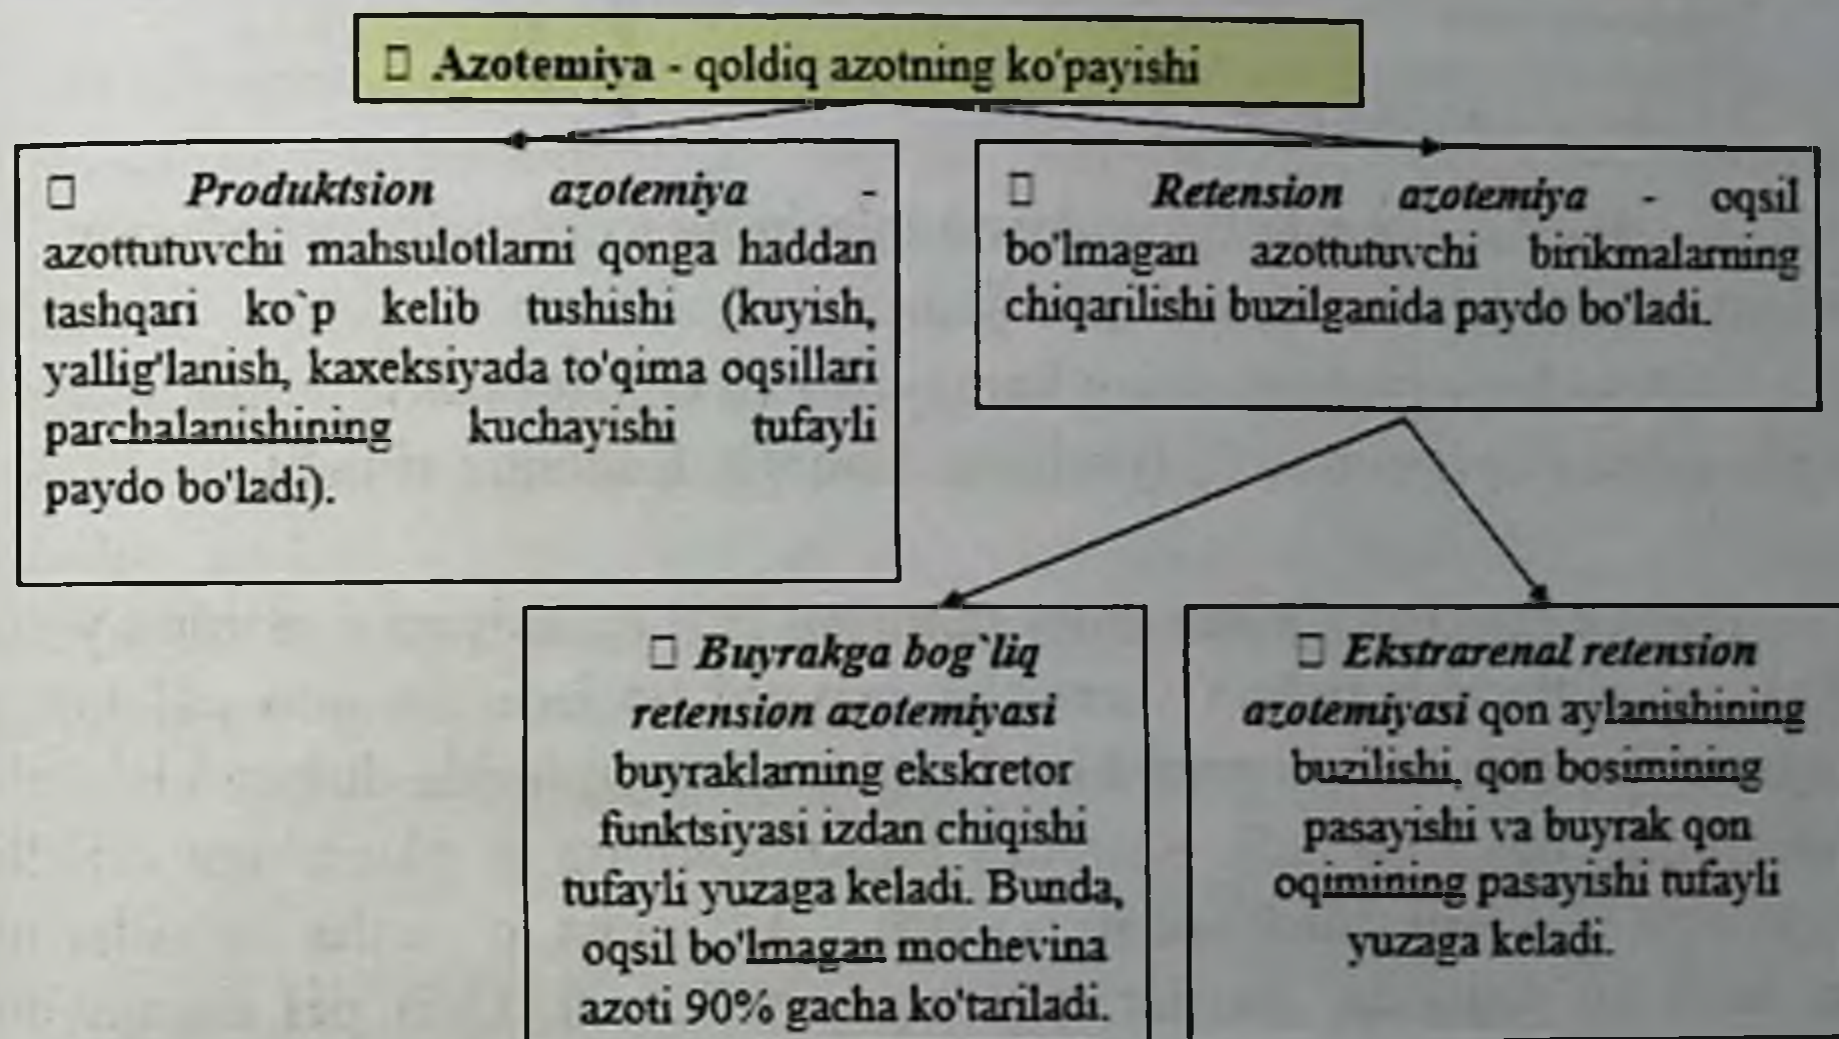 □ Azotemiya - qoldiq azotning ko'payishi
□ Produktsion azotemiya -
azottutuvchi mahsulotlarni qonga haddan
tashqari ko`p kelib tushishi (kuyish,
yallig'lanish, kaxeksiyada to'qima oqsillari
parchalanishining kuchayishi tufayli
paydo bo'ladi).
□ Retension azotemiya - oqsil
bo'lmagan azottutuvchi birikmalarning
chiqarilishi buzilganida paydo bo'ladi.
□ Buyrakga bog`liq
retension azotemiyasi
buyraklarning ekskretor
funktsiyasi izdan chiqishi
tufayli yuzaga keladi. Bunda,
oqsil bo'lmagan mochevina
azoti 90% gacha ko'tariladi.
□ Ekstrarenal retension
azotemiyasi qon aylanishining
buzilishi, qon bosimining
pasayishi va buyrak qon
oqimining pasayishi tufayli
yuzaga keladi.